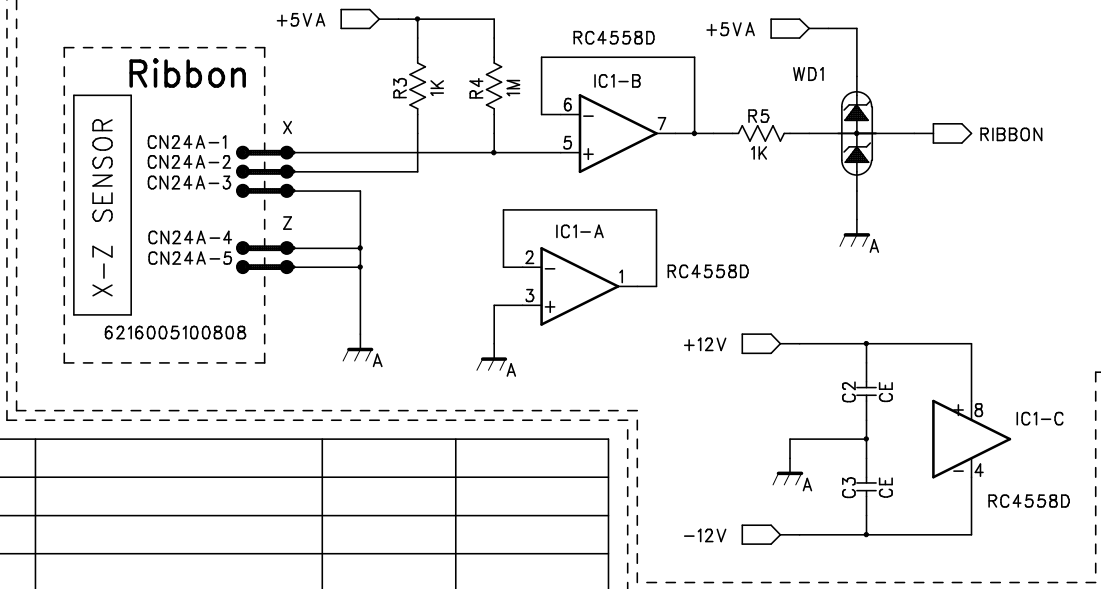 +5VA
+5VA
RC4558D
Ribbon
R3
1K
R4
1M
IC1-B
WD1
X-Z SENSOR
X
CN24A-1
CN24A-2
CN24A-3
6
-
5
+
7
R5
1K
RIBBON
Z
CN24A-4
CN24A-5
IC1-A
2
-
3
+
1
RC4558D
A
6216005100808
A
A
+12V
C2
CE
+
8
IC1-C
A
C3
CE
-
4
RC4558D
-12V